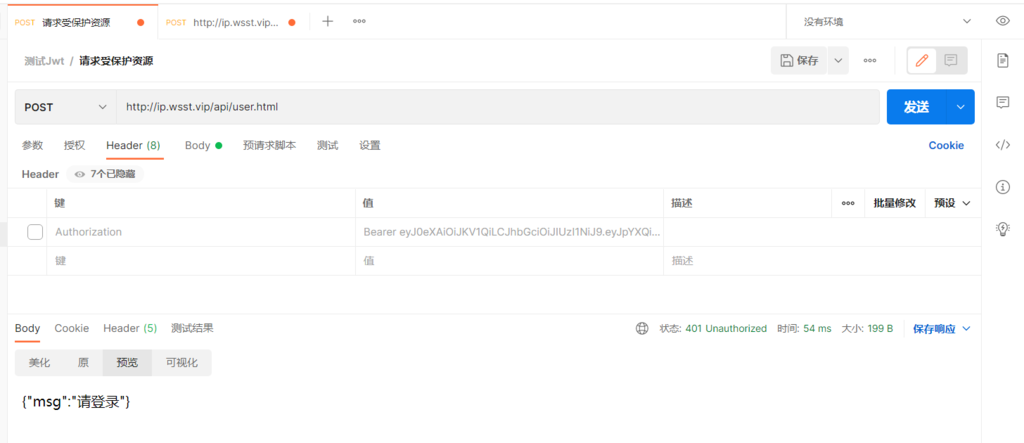 POST 请求受保护资源
POST http://ip.wsst.vip...
没有环境
测试Jwt / 请求受保护资源
保存
POST
http://ip.wsst.vip/api/user.html
发送
参数 授权 Header (8) Body 预请求脚本 测试 设置
Cookie
Header 7个已隐藏
键 值 描述 批量修改 预设
Authorization Bearer eyJ0eXAiOiJKV1QiLCJhbGciOiJIUzI1NiJ9.eyJpYXQi...
键 值 描述
Body Cookie Header (5) 测试结果
状态: 401 Unauthorized 时间: 54 ms 大小: 199 B 保存响应
美化 原 预览 可视化
{"msg":"请登录"}